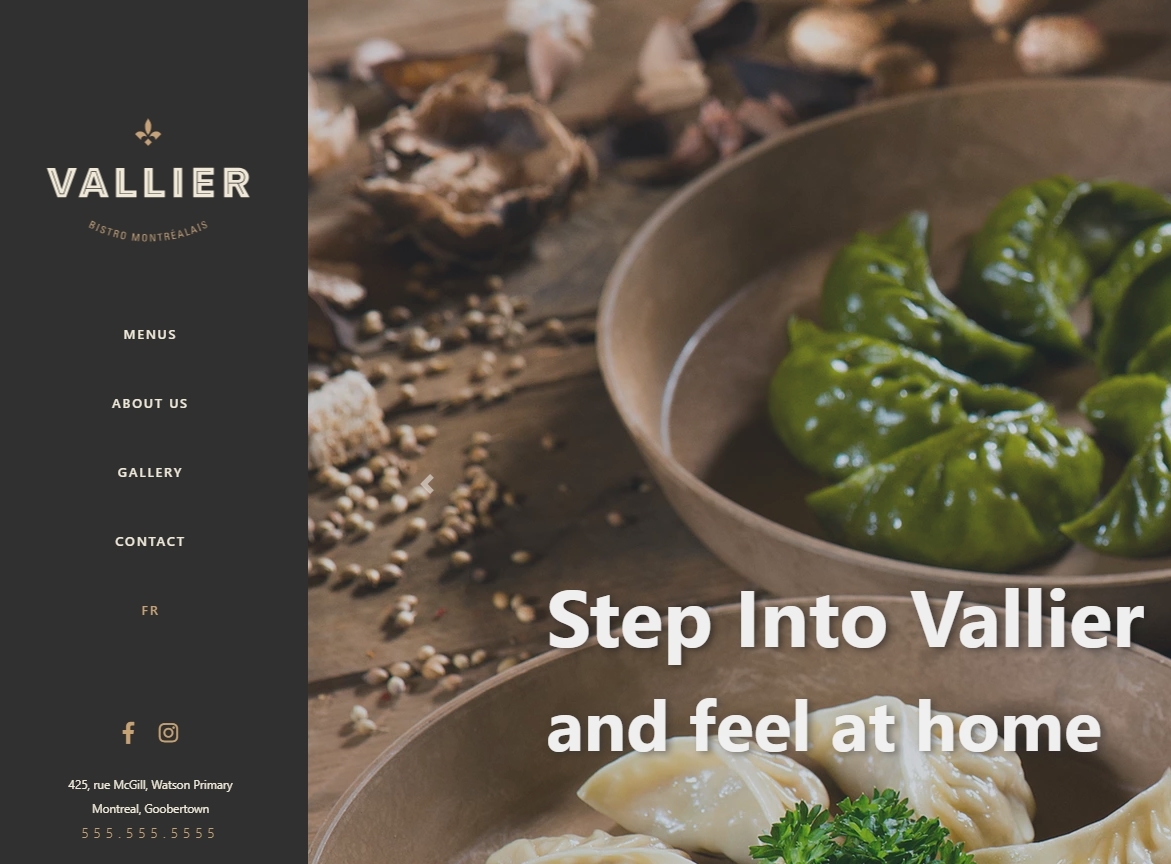 VALLIER
BISTRO MONTRÉALAIS
MENUS
ABOUT US
GALLERY
CONTACT
FR
425, rue McGill, Watson Primary
Montreal, Goobertown
555.555.5555
Step Into Vallier
and feel at home